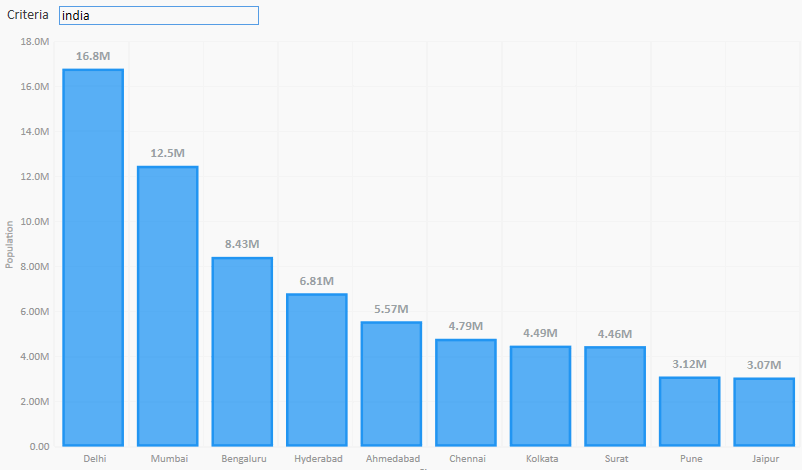 Criteria india
18.0M
16.8M
16.0M
14.0M
12.5M
12.0M
10.0M
8.43M
8.00M
6.81M
6.00M
5.57M
4.79M
4.49M
4.46M
4.00M
3.12M
3.07M
2.00M
0.00
Population
Delhi Mumbai Bengaluru Hyderabad Ahmedabad Chennai Kolkata Surat Pune Jaipur